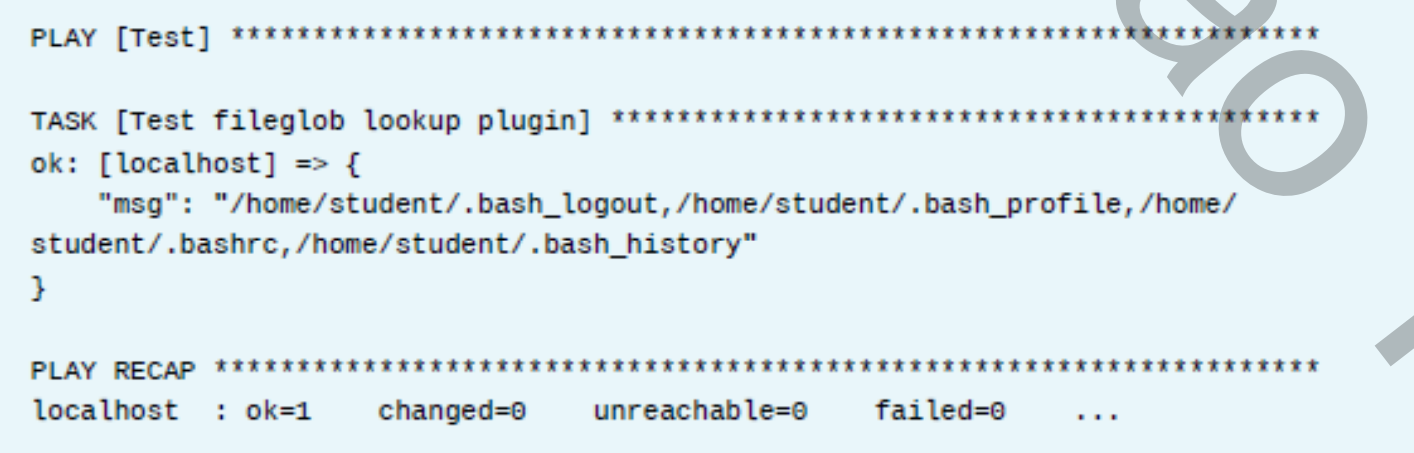 PLAY [Test] ******************************************************************
TASK [Test fileglob lookup plugin] *******************************************
ok: [localhost] => {
"msg": "/home/student/.bash_logout,/home/student/.bash_profile,/home/
student/.bashrc,/home/student/.bash_history"
}
PLAY RECAP *******************************************************************
localhost : ok=1 changed=0 unreachable=0 failed=0 ...